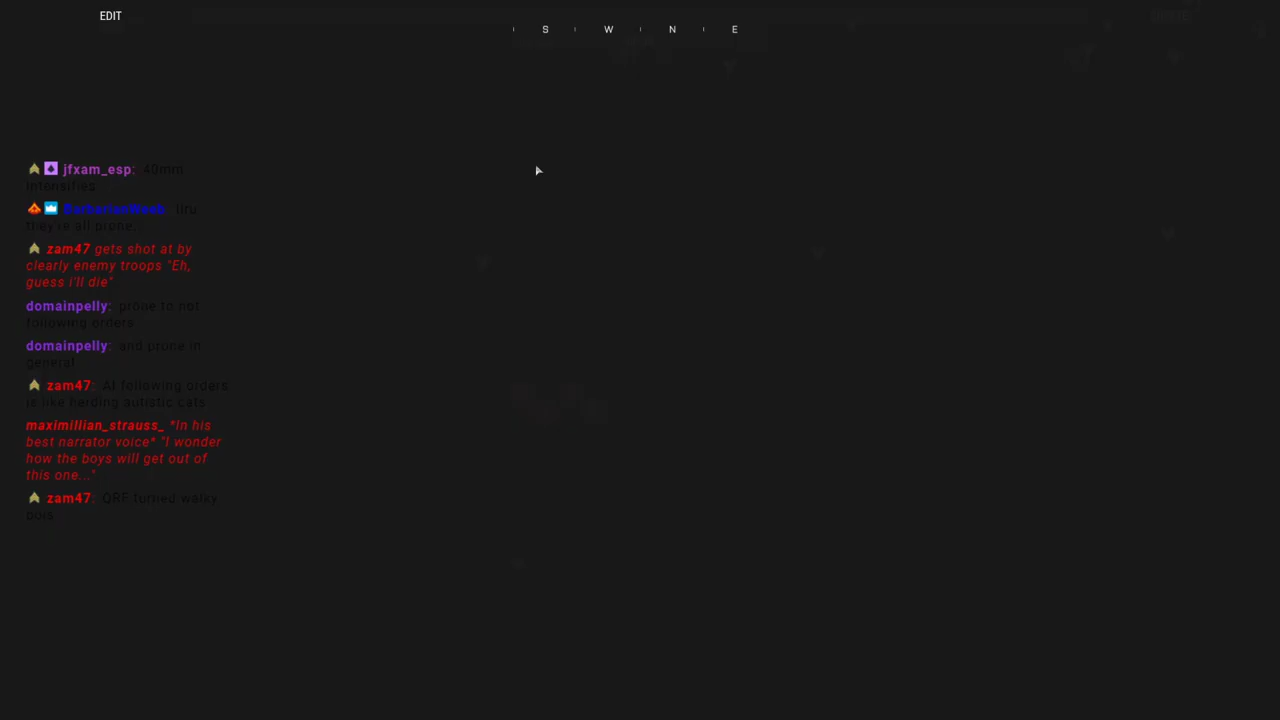 EDIT
S W N E
jfxam_esp: 40mm
intensifies
BarbarianWeeb: liru
they're all prone.
zam47 gets shot at by
clearly enemy troops "Eh,
guess i'll die"
domainpelly: prone to not
following orders
domainpelly: and prone in
general
zam47: AI following orders
is like herding autistic cats
maximillian_strauss_ *In his
best narrator voice* "I wonder
how the boys will get out of
this one..."
zam47: QRF turned walky
bois